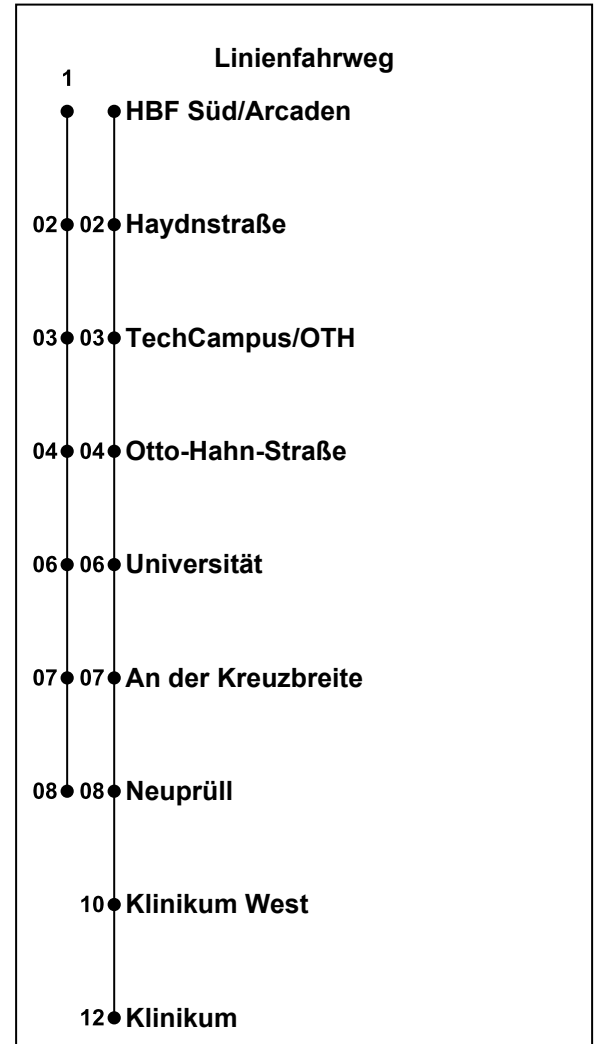 Linienfahrweg
1
HBF Süd/Arcaden
02 02 Haydnstraße
03 03 TechCampus/OTH
04 04 Otto-Hahn-Straße
06 06 Universität
07 07 An der Kreuzbreite
08 08 Neuprüll
10 Klinikum West
12 Klinikum